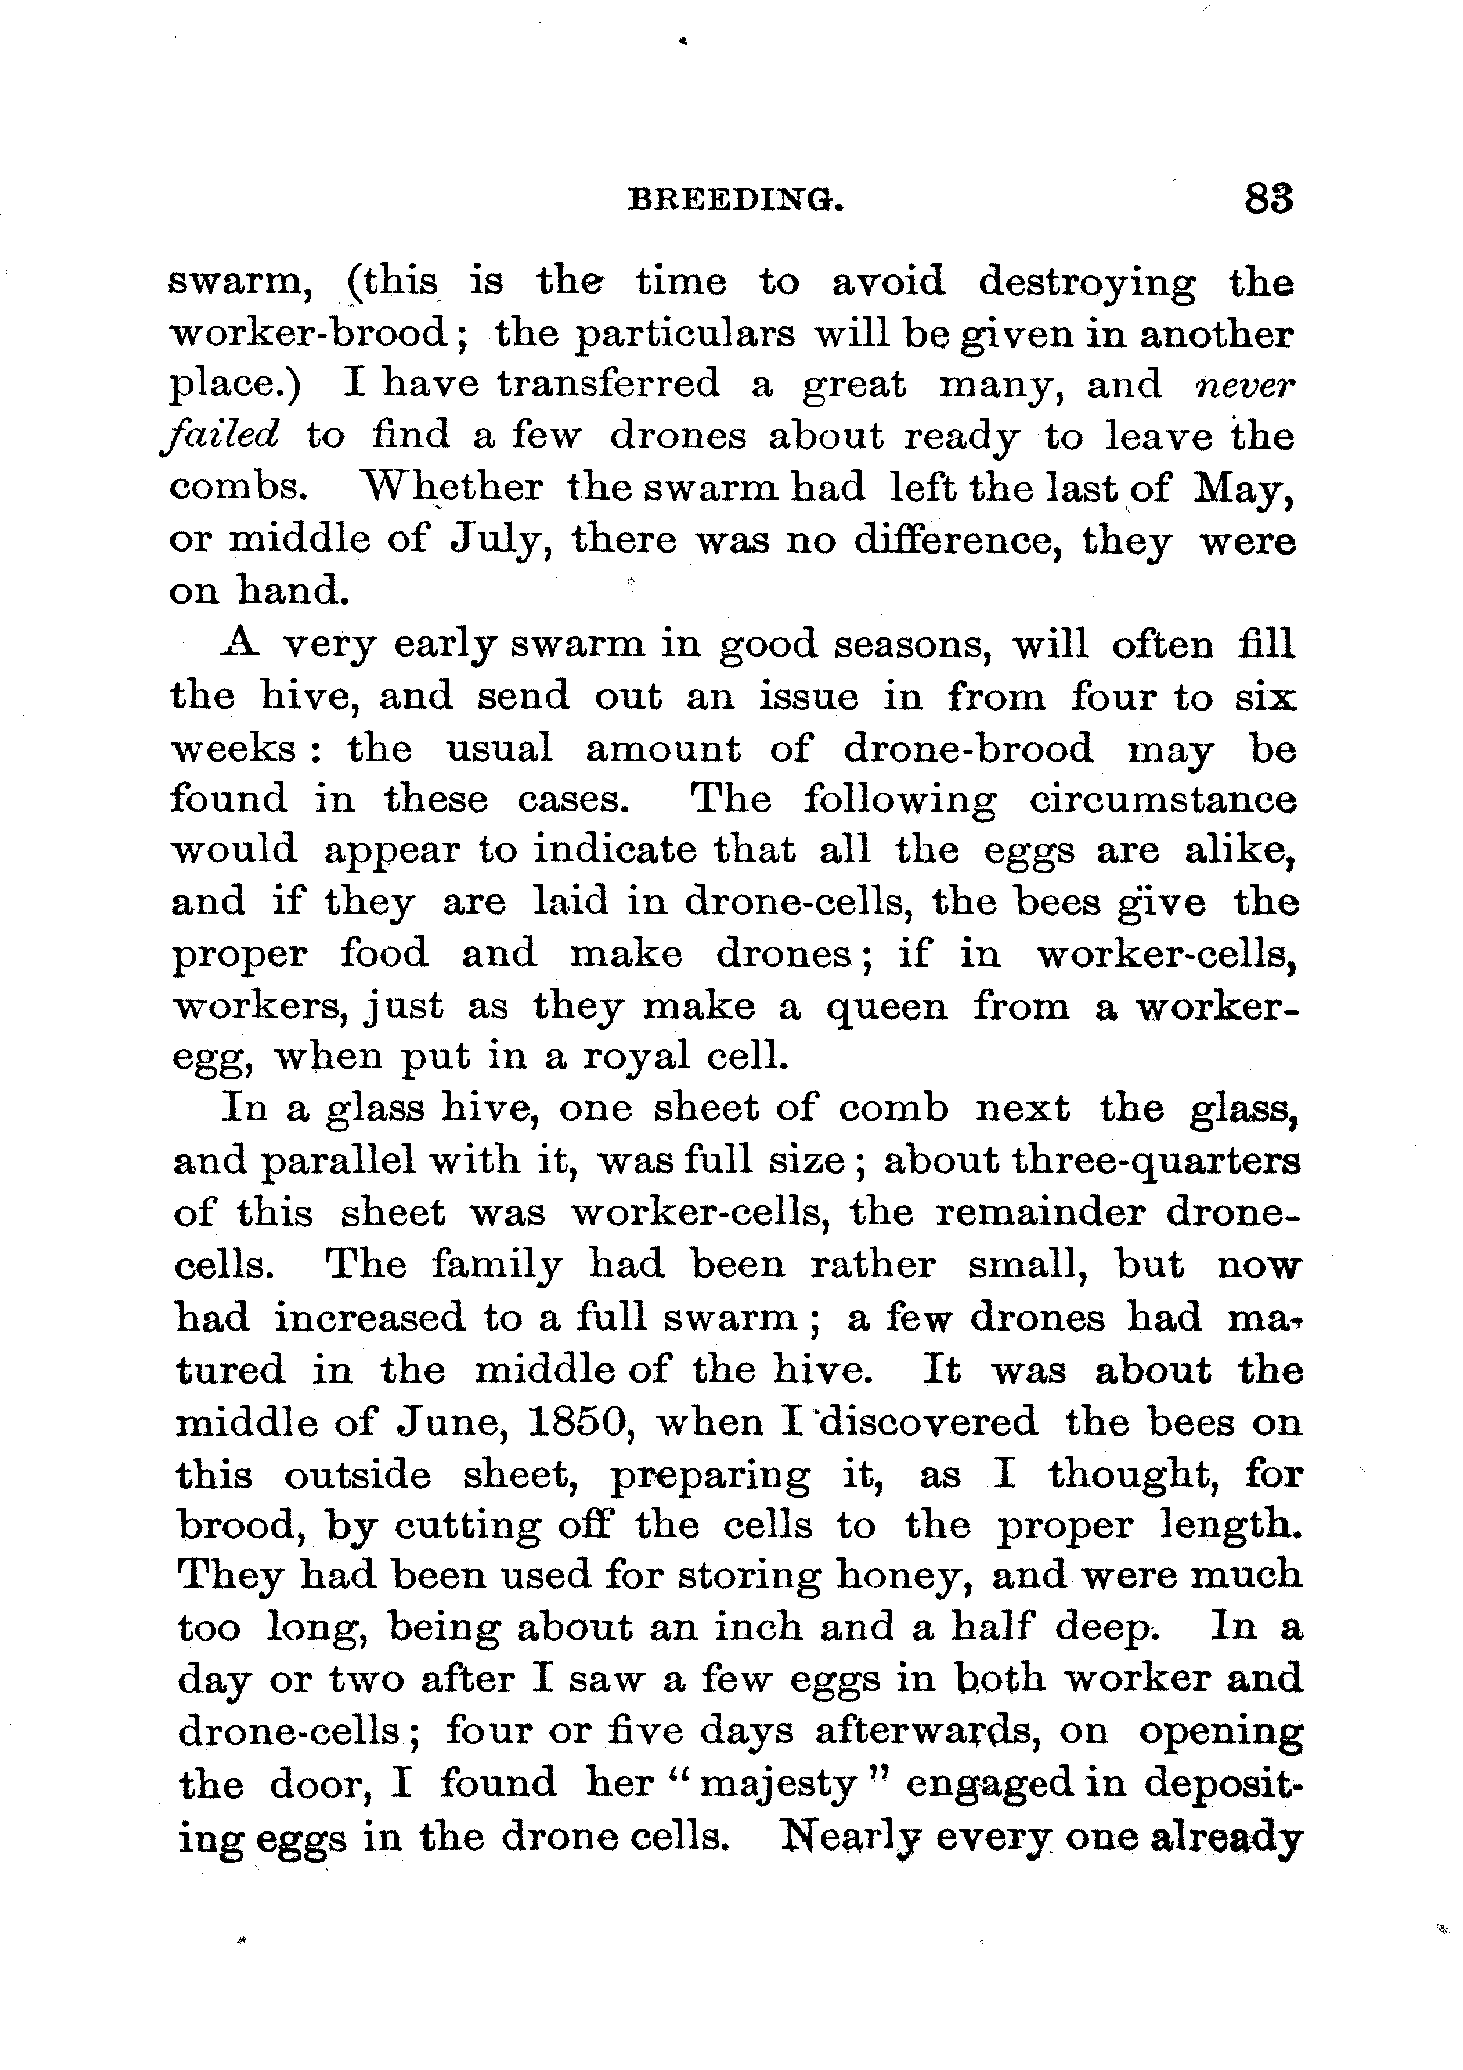 BREEDING. 83
swarm, (this is the time to avoid destroying the
worker-brood; the particulars will be given in another
place.) I have transferred a great many, and never
failed to find a few drones about ready to leave the
combs. Whether the swarm had left the last of May,
or middle of July, there was no difference, they were
on hand.
A very early swarm in good seasons, will often fill
the hive, and send out an issue in from four to six
weeks: the usual amount of drone-brood may be
found in these cases. The following circumstance
would appear to indicate that all the eggs are alike,
and if they are laid in drone-cells, the bees give the
proper food and make drones; if in worker-cells,
workers, just as they make a queen from a worker-
egg, when put in a royal cell.
In a glass hive, one sheet of comb next the glass,
and parallel with it, was full size; about three-quarters
of this sheet was worker-cells, the remainder drone-
cells. The family had been rather small, but now
had increased to a full swarm; a few drones had ma-
tured in the middle of the hive. It was about the
middle of June, 1850, when I discovered the bees on
this outside sheet, preparing it, as I thought, for
brood, by cutting off the cells to the proper length.
They had been used for storing honey, and were much
too long, being about an inch and a half deep. In a
day or two after I saw a few eggs in both worker and
drone-cells; four or five days afterwards, on opening
the door, I found her "majesty" engaged in deposit-
ing eggs in the drone cells. Nearly every one already